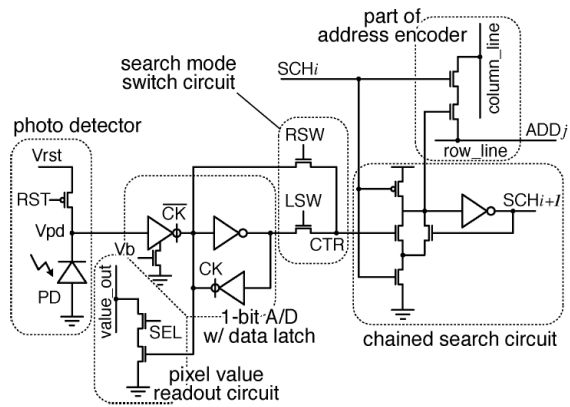 part of
address encoder
column_line
SCHi
search mode
switch circuit
photo detector
RSW
ADDj
row_line
Vrst
RST
CK
LSW
SCHi+1
Vpd
CTR
Vb
CK
PD
value_out
SEL
1-bit A/D
w/ data latch
chained search circuit
pixel value
readout circuit